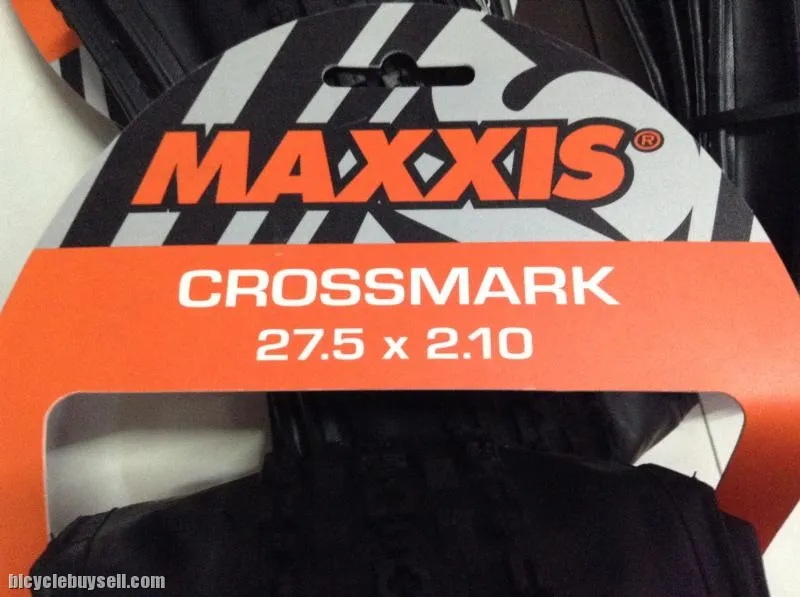 MAXXIS®
CROSSMARK
27.5 x 2.10
bicyclebuysell.com